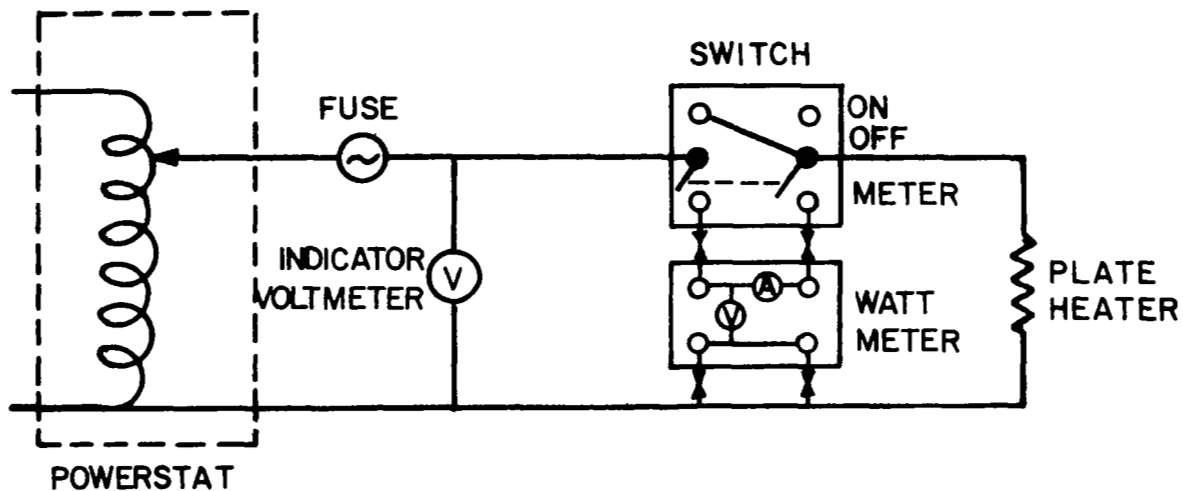 SWITCH
FUSE
ON
OFF
METER
INDICATOR
VOLTMETER
V
A
V
WATT
METER
PLATE
HEATER
POWERSTAT